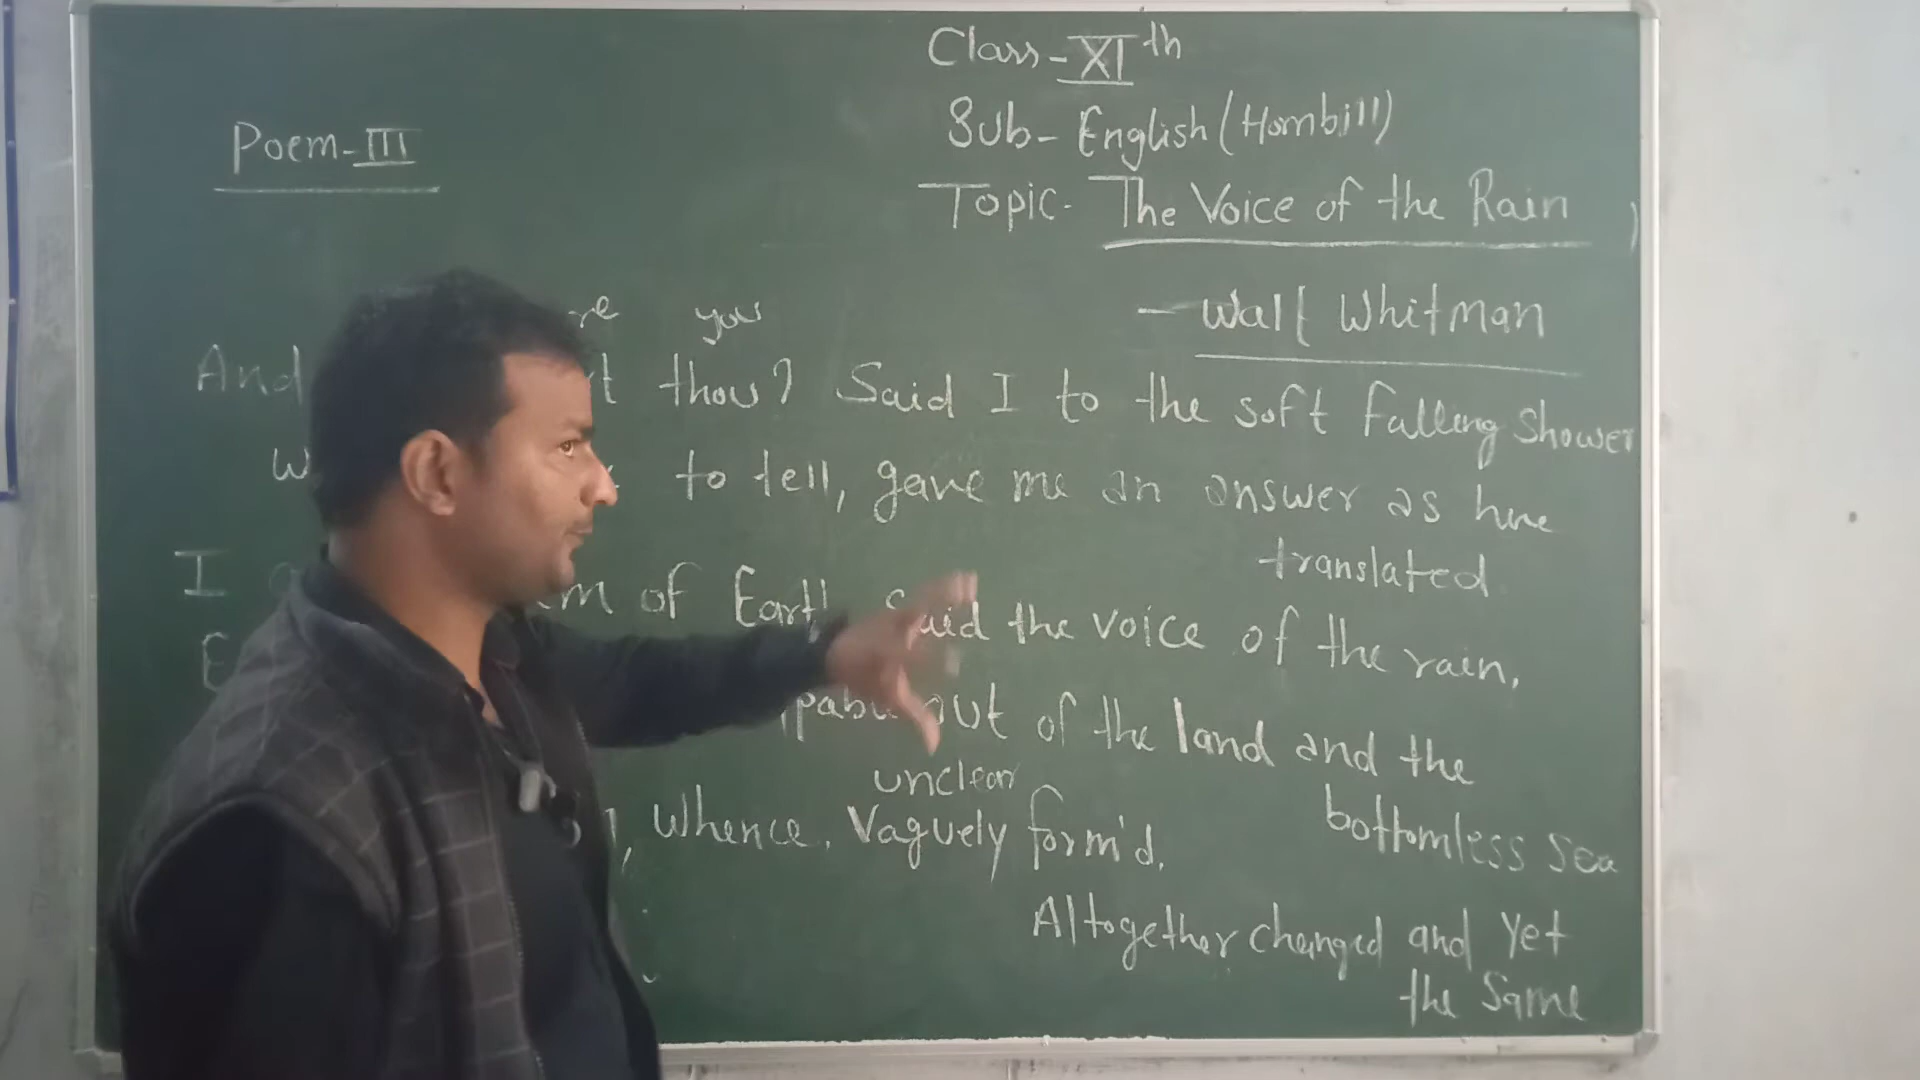 Class-XIth
Sub-English (Hornbill)
Poem-III
Topic- The Voice of the Rain
- Walt Whitman
you
And thou? Said I to the soft Falling Shower
to tell, gave me an answer as here
translated
I of Earth Said the voice of the rain,
out of the land and the
bottomless sea
unclear
, Whence, Vaguely form'd,
Altogether changed and Yet
the Same